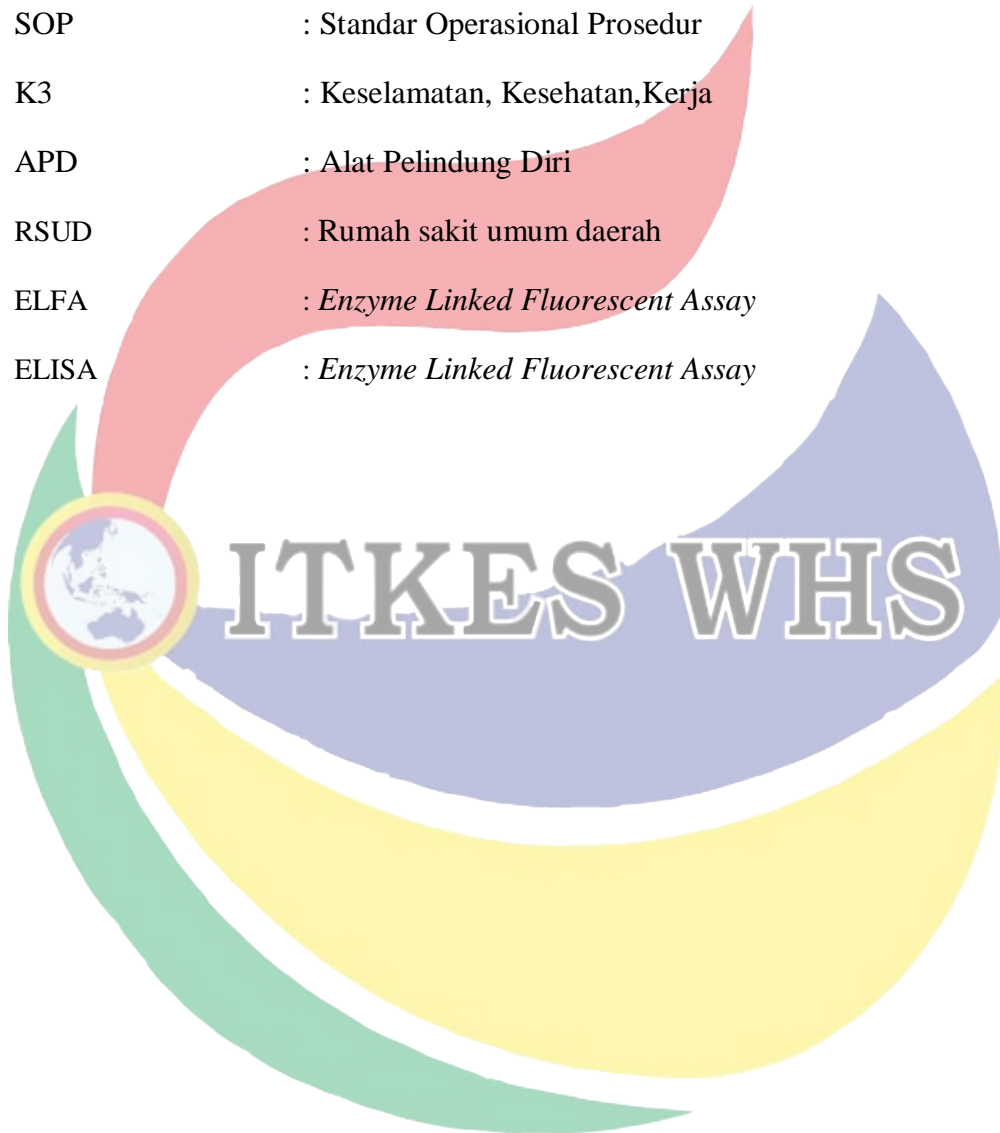 SOP : Standar Operasional Prosedur
K3 : Keselamatan, Kesehatan,Kerja
APD : Alat Pelindung Diri
RSUD : Rumah sakit umum daerah
ELFA : Enzyme Linked Fluorescent Assay
ELISA : Enzyme Linked Fluorescent Assay
ITKES WHS